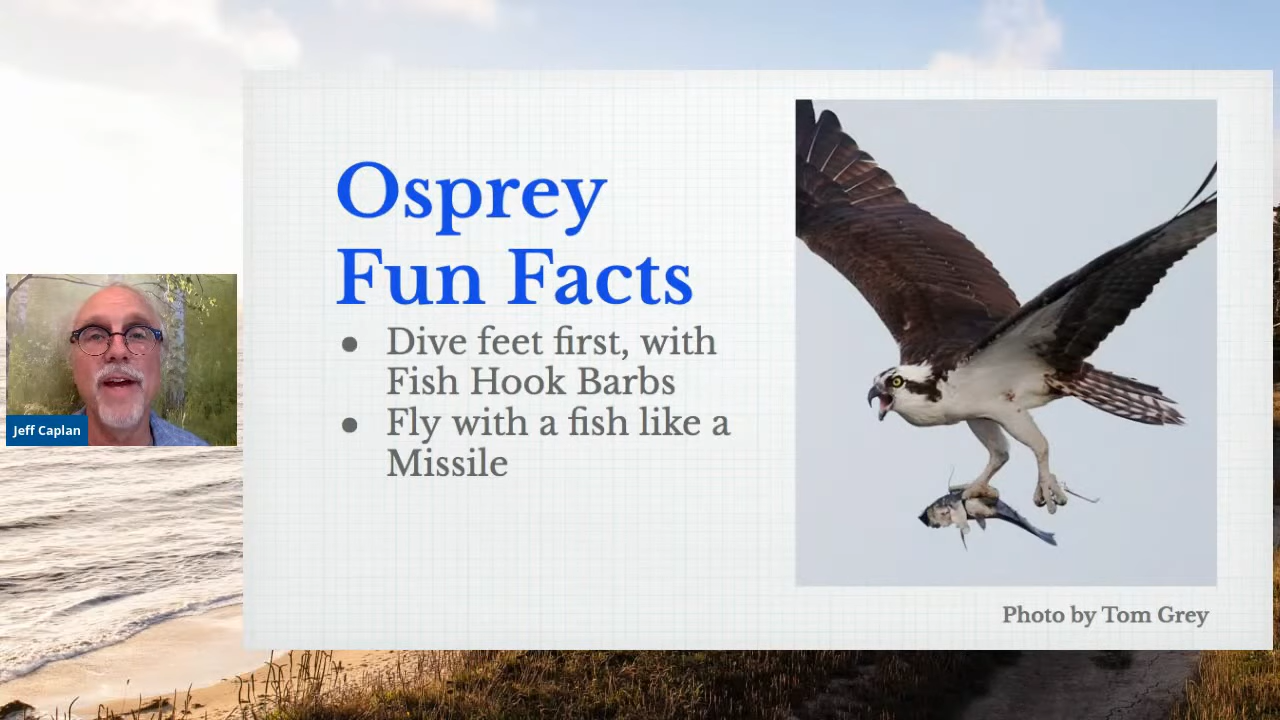 Osprey
Fun Facts
● Dive feet first, with
Fish Hook Barbs
● Fly with a fish like a
Missile
Jeff Caplan
Photo by Tom Grey